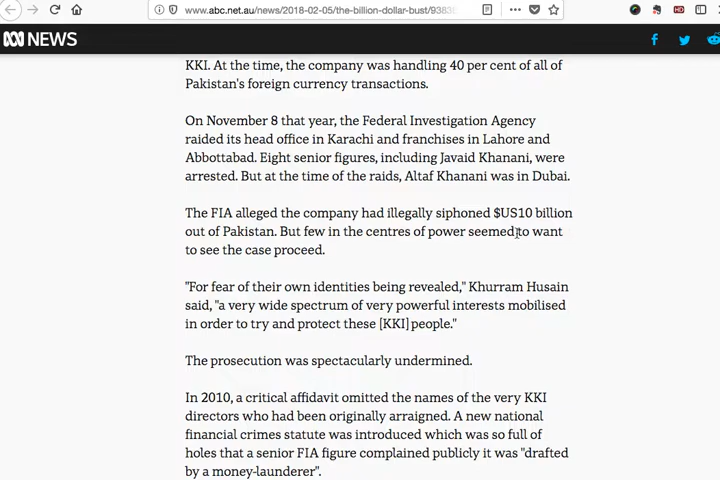 www.abc.net.au/news/2018-02-05/the-billion-dollar-bust/9383
NEWS
KKI. At the time, the company was handling 40 per cent of all of
Pakistan's foreign currency transactions.
On November 8 that year, the Federal Investigation Agency
raided its head office in Karachi and franchises in Lahore and
Abbottabad. Eight senior figures, including Javaid Khanani, were
arrested. But at the time of the raids, Altaf Khanani was in Dubai.
The FIA alleged the company had illegally siphoned $US10 billion
out of Pakistan. But few in the centres of power seemed to want
to see the case proceed.
"For fear of their own identities being revealed," Khurram Husain
said, "a very wide spectrum of very powerful interests mobilised
in order to try and protect these [KKI] people."
The prosecution was spectacularly undermined.
In 2010, a critical affidavit omitted the names of the very KKI
directors who had been originally arraigned. A new national
financial crimes statute was introduced which was so full of
holes that a senior FIA figure complained publicly it was "drafted
by a money-launderer".